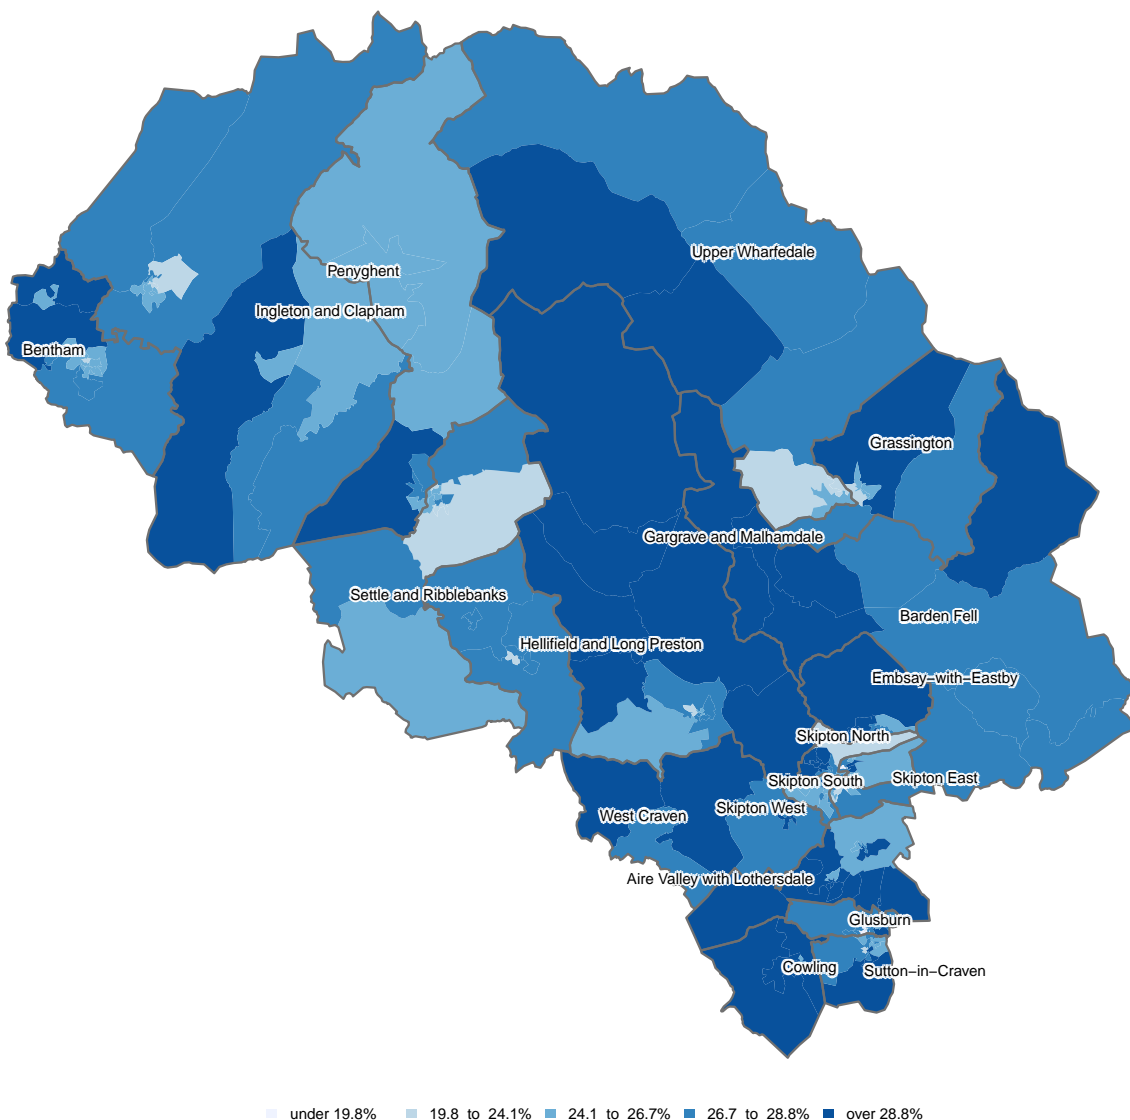 Upper Wharfedale
Penyghent
Ingleton and Clapham
Bentham
Grassington
Gargrave and Malhamdale
Settle and Ribblebanks
Barden Fell
Hellifield and Long Preston
Embsay−with−Eastby
Skipton North
Skipton South
Skipton East
Skipton West
West Craven
Aire Valley with Lothersdale
Glusburn
Cowling
Sutton−in−Craven
under 19.8% 19.8 to 24.1% 24.1 to 26.7% 26.7 to 28.8% over 28.8%